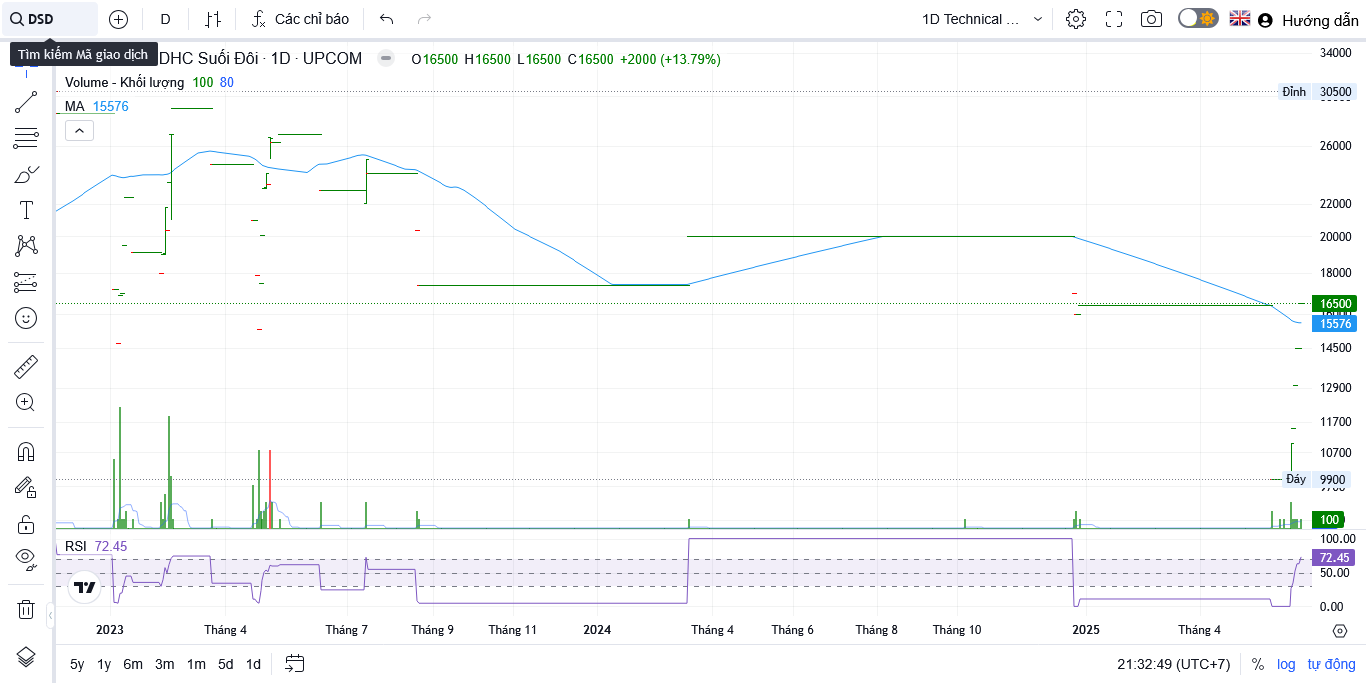 DSD
D
Các chỉ báo
1D Technical ...
Hướng dẫn
Tìm kiếm Mã giao dịch
DHC Suối Đôi · 1D · UPCOM
O16500 H16500 L16500 C16500 +2000 (+13.79%)
Volume - Khối lượng 100 80
MA 15576
34000
Đỉnh 30500
26000
22000
20000
18000
16500
15576
14500
12900
11700
10700
Đáy 9900
100
RSI 72.45
100.00
72.45
50.00
0.00
2023 Tháng 4 Tháng 7 Tháng 9 Tháng 11 2024 Tháng 4 Tháng 6 Tháng 8 Tháng 10 2025 Tháng 4
5y 1y 6m 3m 1m 5d 1d
21:32:49 (UTC+7) % log tự động